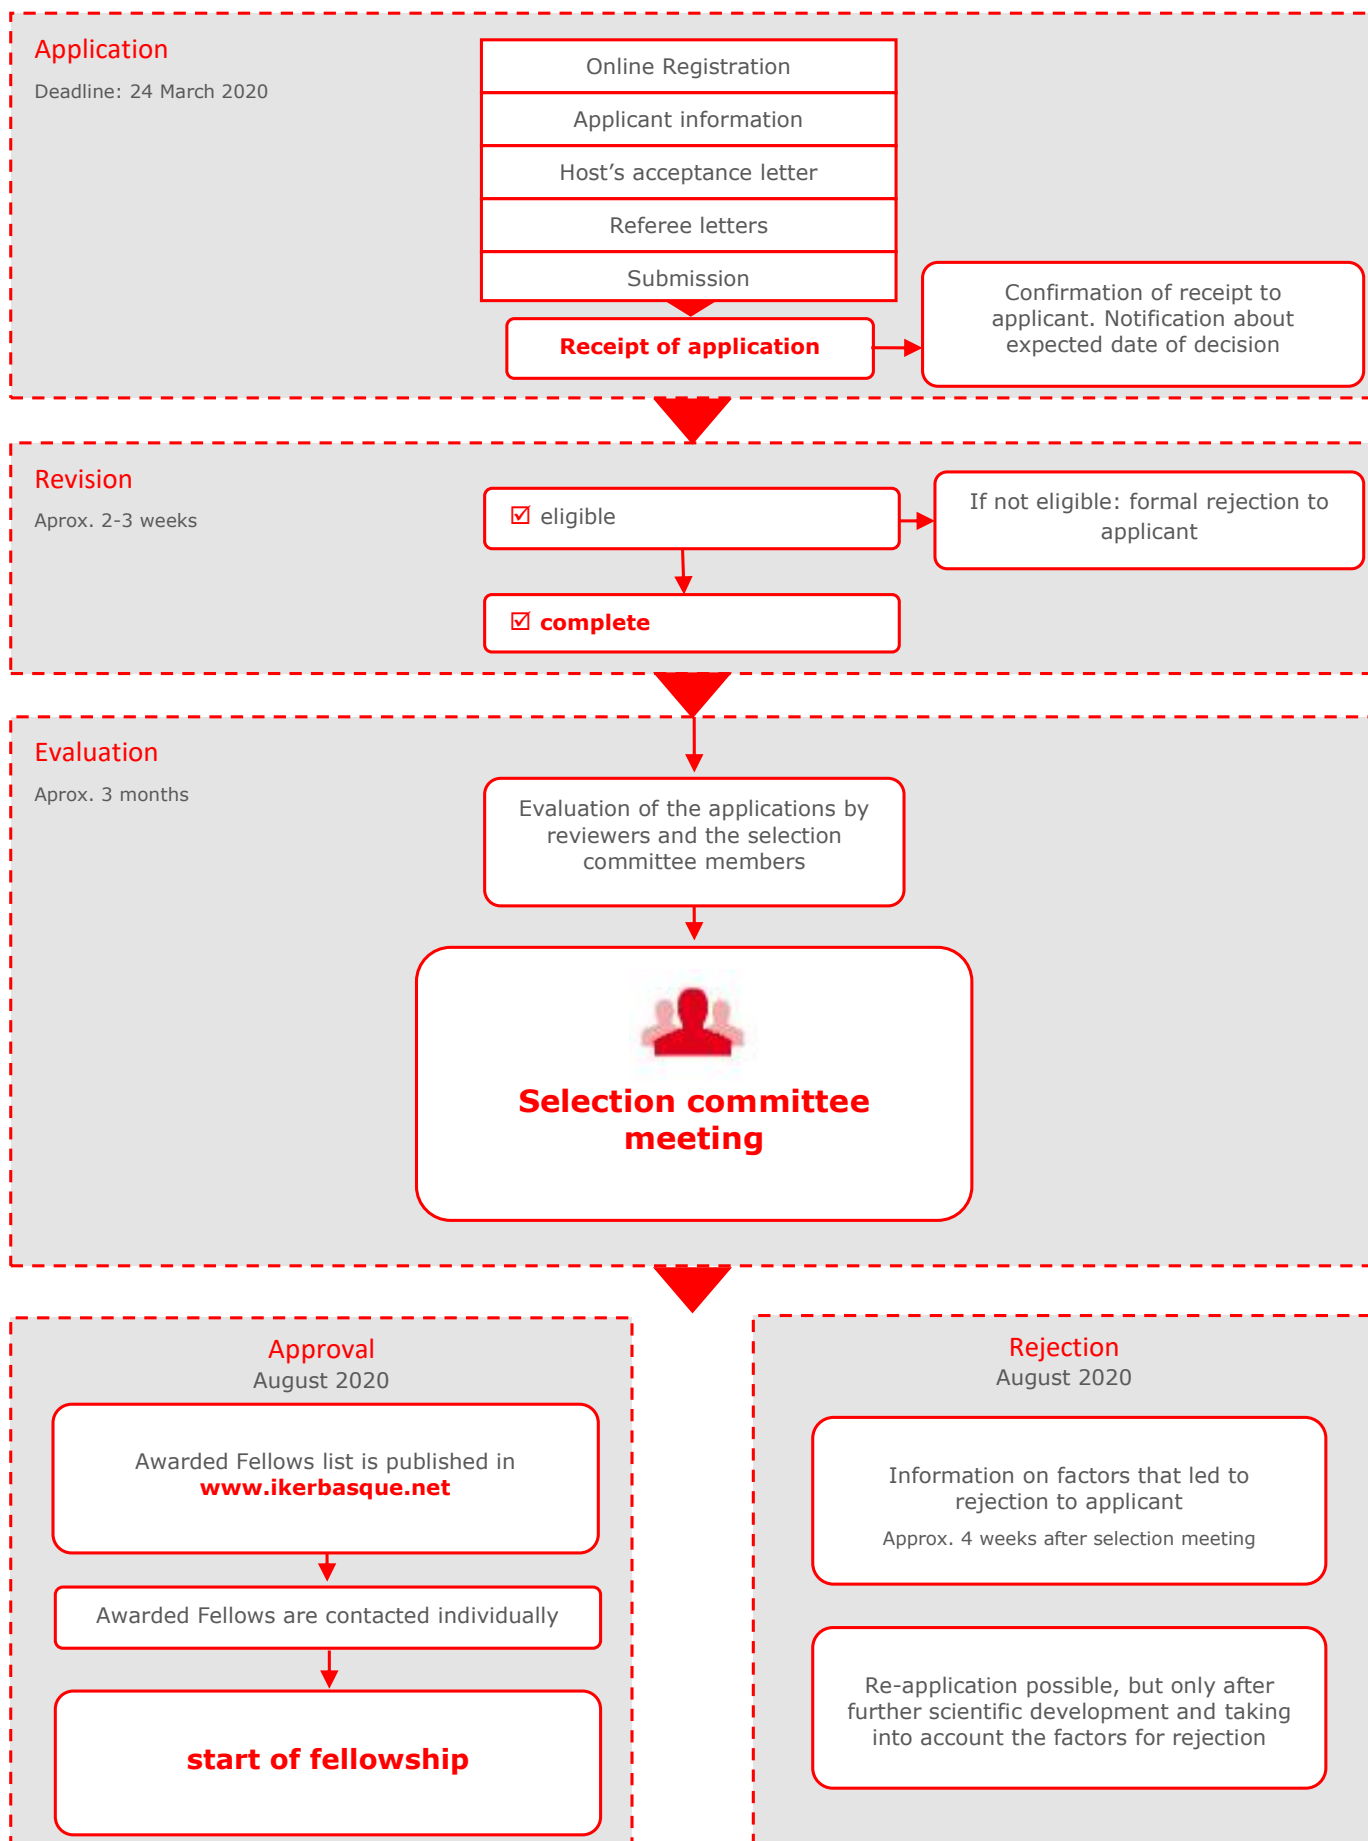 Application
Deadline: 24 March 2020
Online Registration
Applicant information
Host’s acceptance letter
Referee letters
Submission
Receipt of application
Confirmation of receipt to
applicant. Notification about
expected date of decision
Revision
Aprox. 2-3 weeks
☑ eligible
If not eligible: formal rejection to
applicant
☑ complete
Evaluation
Aprox. 3 months
Evaluation of the applications by
reviewers and the selection
committee members
Selection committee
meeting
Approval
August 2020
Awarded Fellows list is published in
www.ikerbasque.net
Awarded Fellows are contacted individually
start of fellowship
Rejection
August 2020
Information on factors that led to
rejection to applicant
Approx. 4 weeks after selection meeting
Re-application possible, but only after
further scientific development and taking
into account the factors for rejection